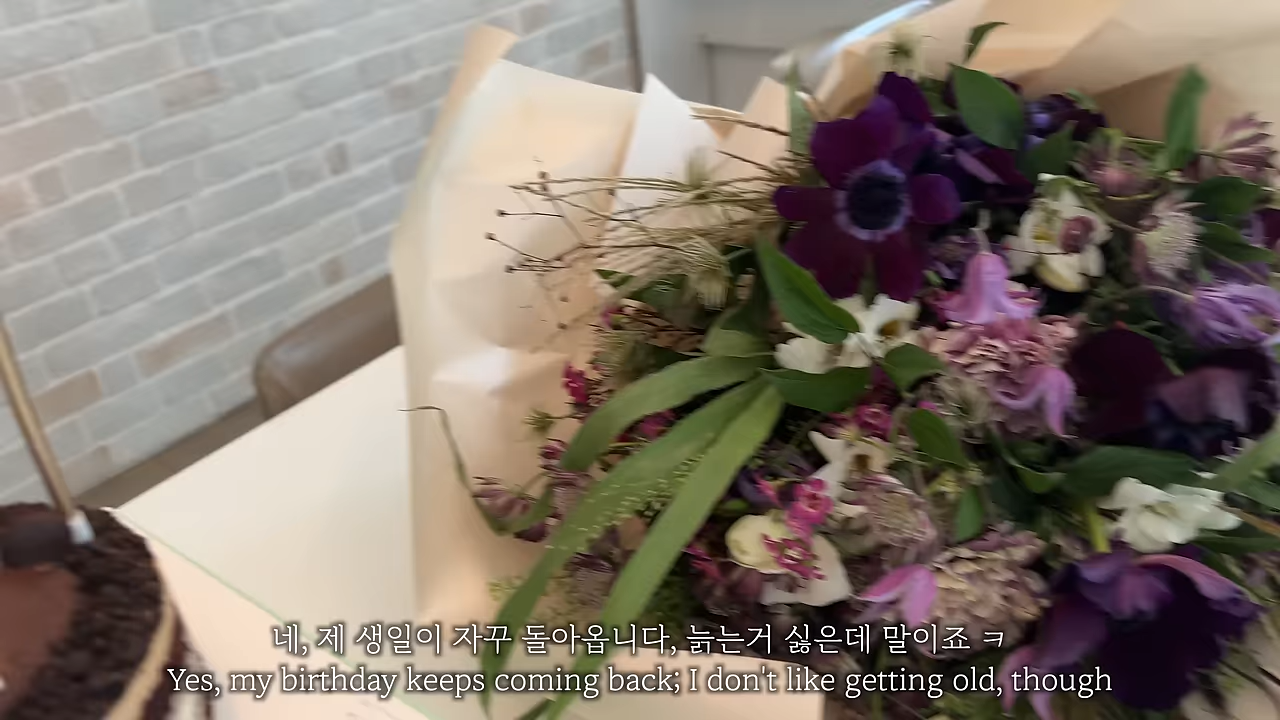 네, 제 생일이 자꾸 돌아옵니다, 늙는거 싫은데 말이죠 ㅋ
Yes, my birthday keeps coming back; I don't like getting old, though